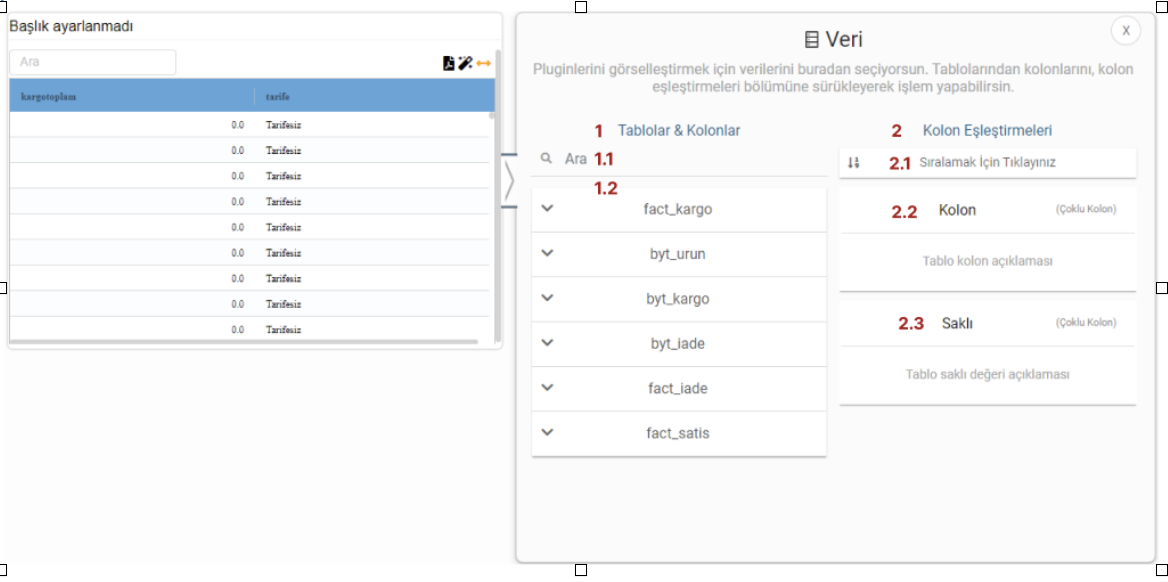 Başlık ayarlanmadı
Ara
kargotoplam tarife
0.0 Tarifesiz
0.0 Tarifesiz
0.0 Tarifesiz
0.0 Tarifesiz
0.0 Tarifesiz
0.0 Tarifesiz
0.0 Tarifesiz
0.0 Tarifesiz
0.0 Tarifesiz
Veri
X
Pluginlerini görselleştirmek için verilerini buradan seçiyorsun. Tablolarından kolonlarını, kolon
eşleştirmeleri bölümüne sürükleyerek işlem yapabilirsin.
1 Tablolar & Kolonlar
Ara 1.1
1.2
fact_kargo
byt_urun
byt_kargo
byt_iade
fact_iade
fact_satis
2 Kolon Eşleştirmeleri
2.1 Sıralamak İçin Tıklayınız
2.2 Kolon (Çoklu Kolon)
Tablo kolon açıklaması
2.3 Saklı (Çoklu Kolon)
Tablo saklı değeri açıklaması